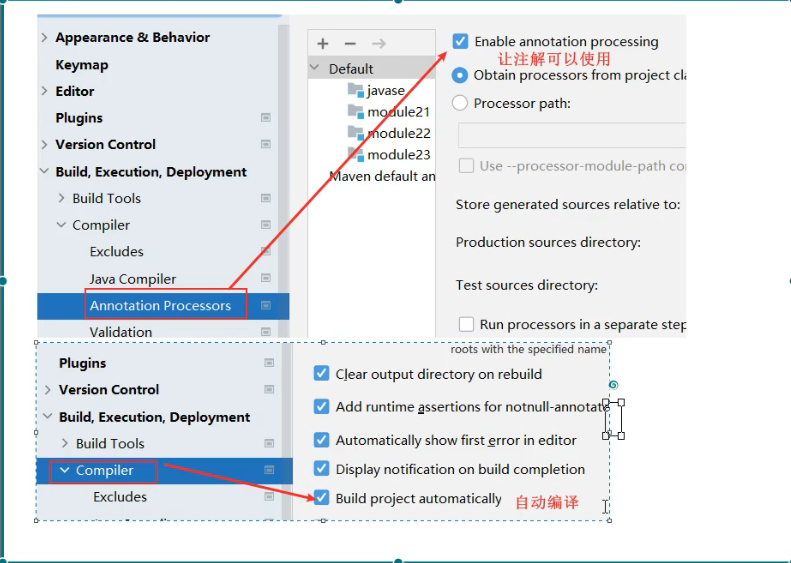 Appearance & Behavior
Keymap
Editor
Plugins
Version Control
Build, Execution, Deployment
Build Tools
Compiler
Excludes
Java Compiler
Annotation Processors
Validation
Default
javase
module21
module22
module23
Maven default an
Enable annotation processing
让注解可以使用
Obtain processors from project cla
Processor path:
Use --processor-module-path co
Store generated sources relative to:
Production sources directory:
Test sources directory:
Run processors in a separate step
roots with the specified name
Plugins
Version Control
Build, Execution, Deployment
Build Tools
Compiler
Excludes
Clear output directory on rebuild
Add runtime assertions for notnull-annotate
Automatically show first error in editor
Display notification on build completion
Build project automatically
自动编译